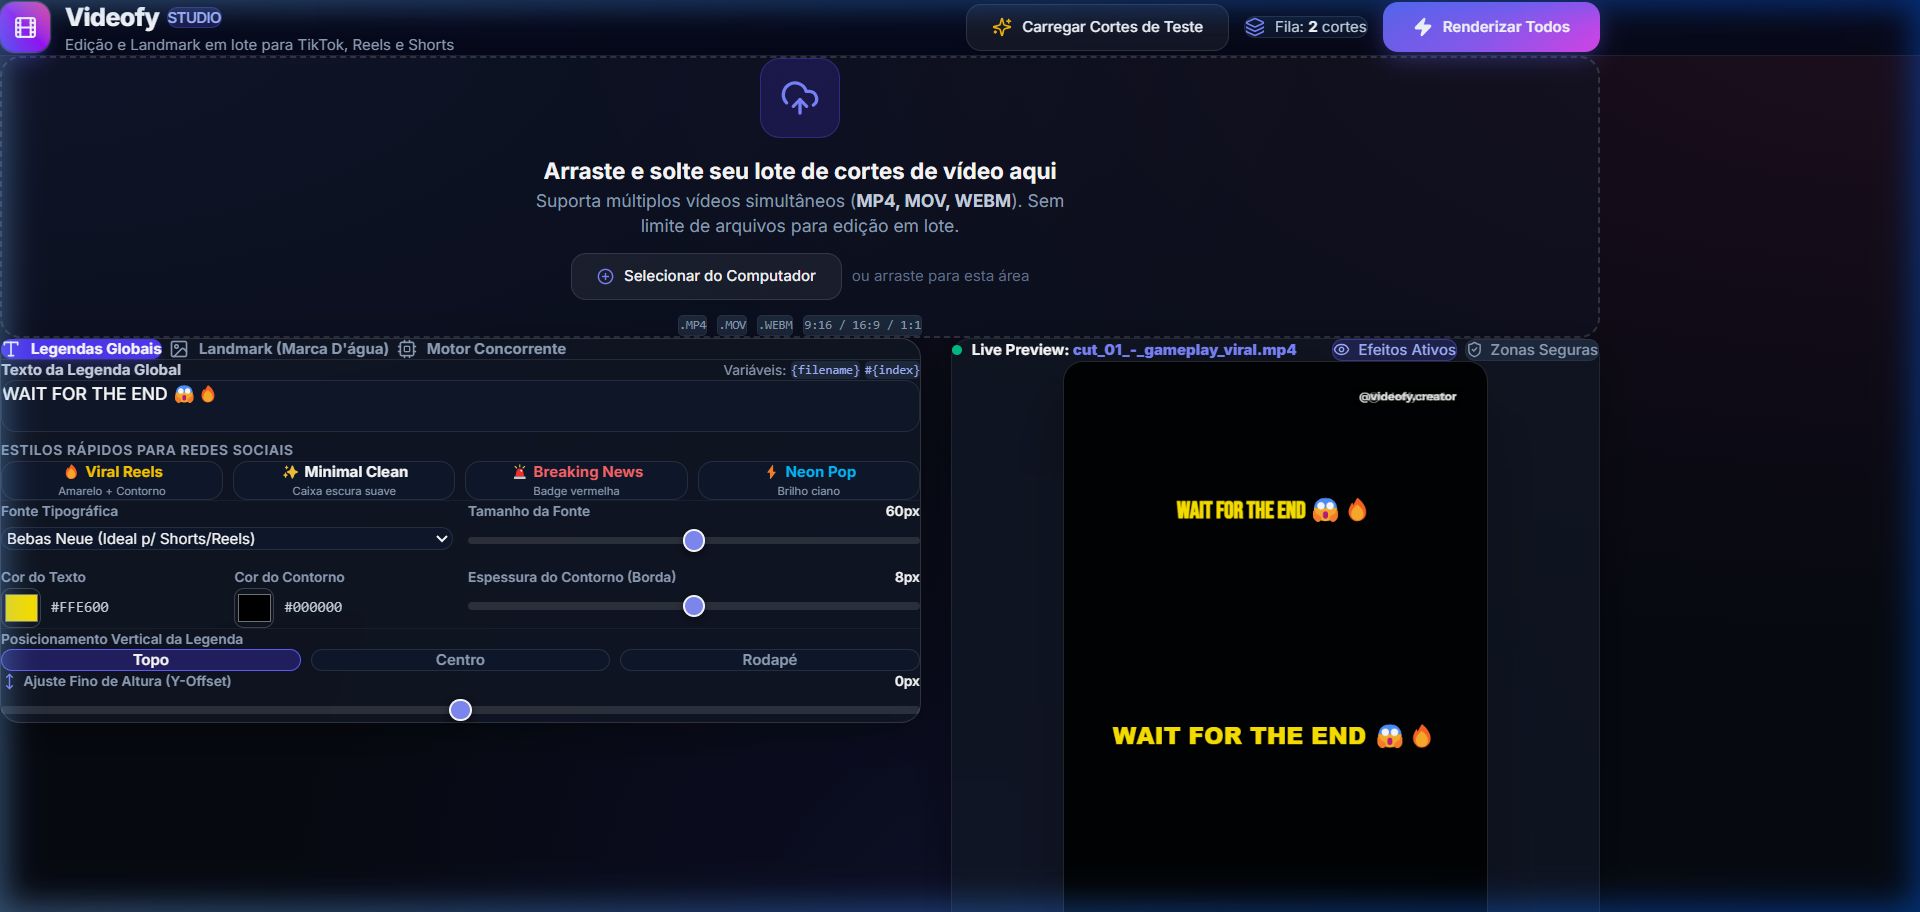 Videofy STUDIO
Edição e Landmark em lote para TikTok, Reels e Shorts
Carregar Cortes de Teste
Fila: 2 cortes
Renderizar Todos
Arraste e solte seu lote de cortes de vídeo aqui
Suporta múltiplos vídeos simultâneos (MP4, MOV, WEBM). Sem
limite de arquivos para edição em lote.
Selecionar do Computador
ou arraste para esta área
.MP4 .MOV .WEBM 9:16 / 16:9 / 1:1
Legendas Globais
Landmark (Marca D'água)
Motor Concorrente
Texto da Legenda Global
Variáveis: {filename} #{index}
WAIT FOR THE END 😱 🔥
ESTILOS RÁPIDOS PARA REDES SOCIAIS
🔥 Viral Reels
Amarelo + Contorno
✨ Minimal Clean
Caixa escura suave
🚨 Breaking News
Badge vermelha
⚡ Neon Pop
Brilho ciano
Fonte Tipográfica
Bebas Neue (Ideal p/ Shorts/Reels)
Tamanho da Fonte
60px
Cor do Texto
#FFE600
Cor do Contorno
#000000
Espessura do Contorno (Borda)
8px
Posicionamento Vertical da Legenda
Topo
Centro
Rodapé
Ajuste Fino de Altura (Y-Offset)
0px
Live Preview: cut_01_-_gameplay_viral.mp4
Efeitos Ativos
Zonas Seguras
@videofy.creator
WAIT FOR THE END 😱 🔥
WAIT FOR THE END 😱 🔥